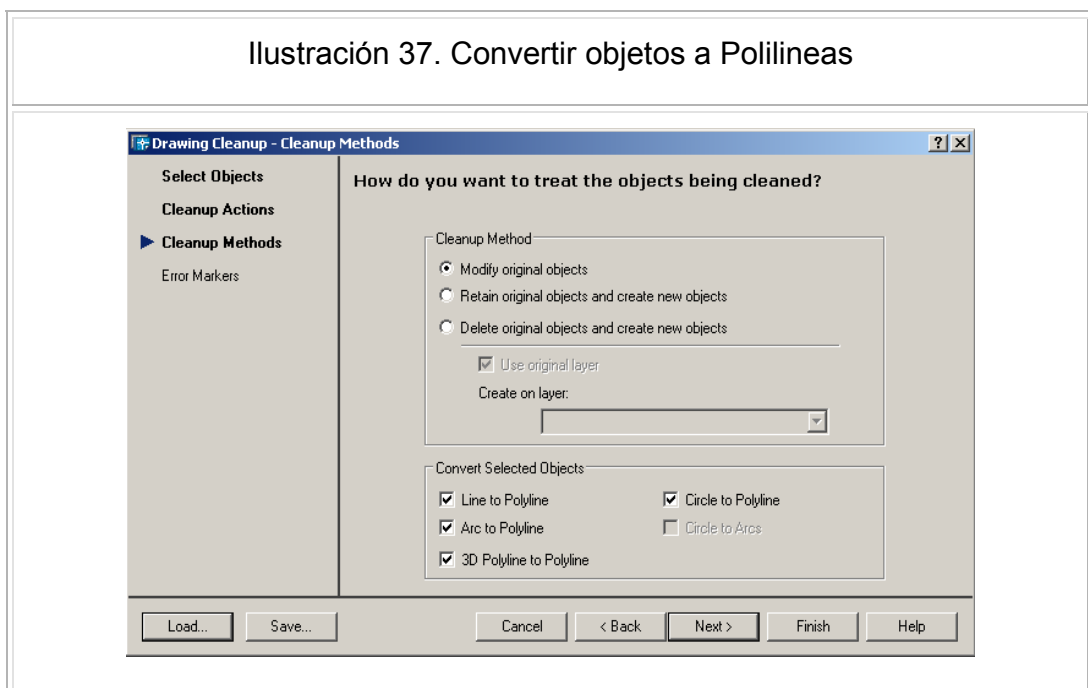 Ilustración 37. Convertir objetos a Polilineas
Drawing Cleanup - Cleanup Methods
Select Objects
Cleanup Actions
Cleanup Methods
Error Markers
How do you want to treat the objects being cleaned?
Cleanup Method
Modify original objects
Retain original objects and create new objects
Delete original objects and create new objects
Use original layer
Create on layer:
Convert Selected Objects
Line to Polyline
Circle to Polyline
Arc to Polyline
Circle to Arcs
3D Polyline to Polyline
Load... Save... Cancel < Back Next > Finish Help